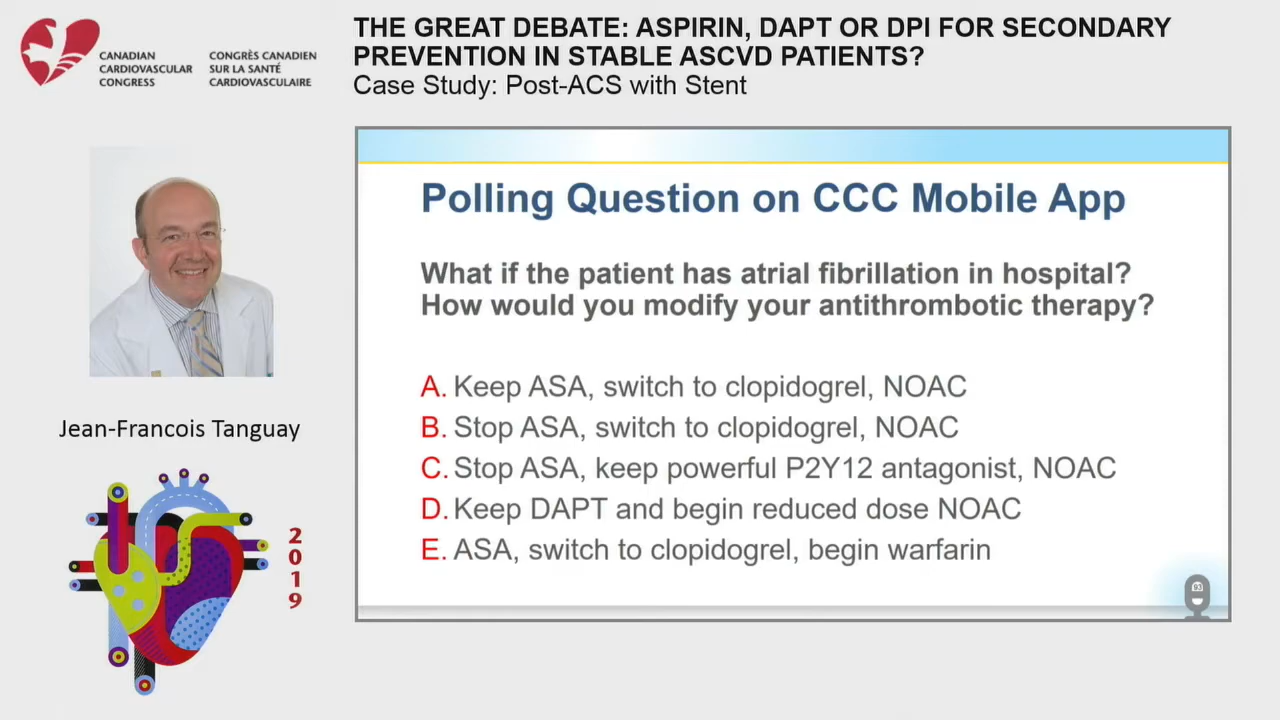 CANADIAN
CARDIOVASCULAR
CONGRESS
CONGRÈS CANADIEN
SUR LA SANTÉ
CARDIOVASCULAIRE
THE GREAT DEBATE: ASPIRIN, DAPT OR DPI FOR SECONDARY
PREVENTION IN STABLE ASCVD PATIENTS?
Case Study: Post-ACS with Stent
Polling Question on CCC Mobile App
What if the patient has atrial fibrillation in hospital?
How would you modify your antithrombotic therapy?
A. Keep ASA, switch to clopidogrel, NOAC
B. Stop ASA, switch to clopidogrel, NOAC
C. Stop ASA, keep powerful P2Y12 antagonist, NOAC
D. Keep DAPT and begin reduced dose NOAC
E. ASA, switch to clopidogrel, begin warfarin
Jean-Francois Tanguay
2019